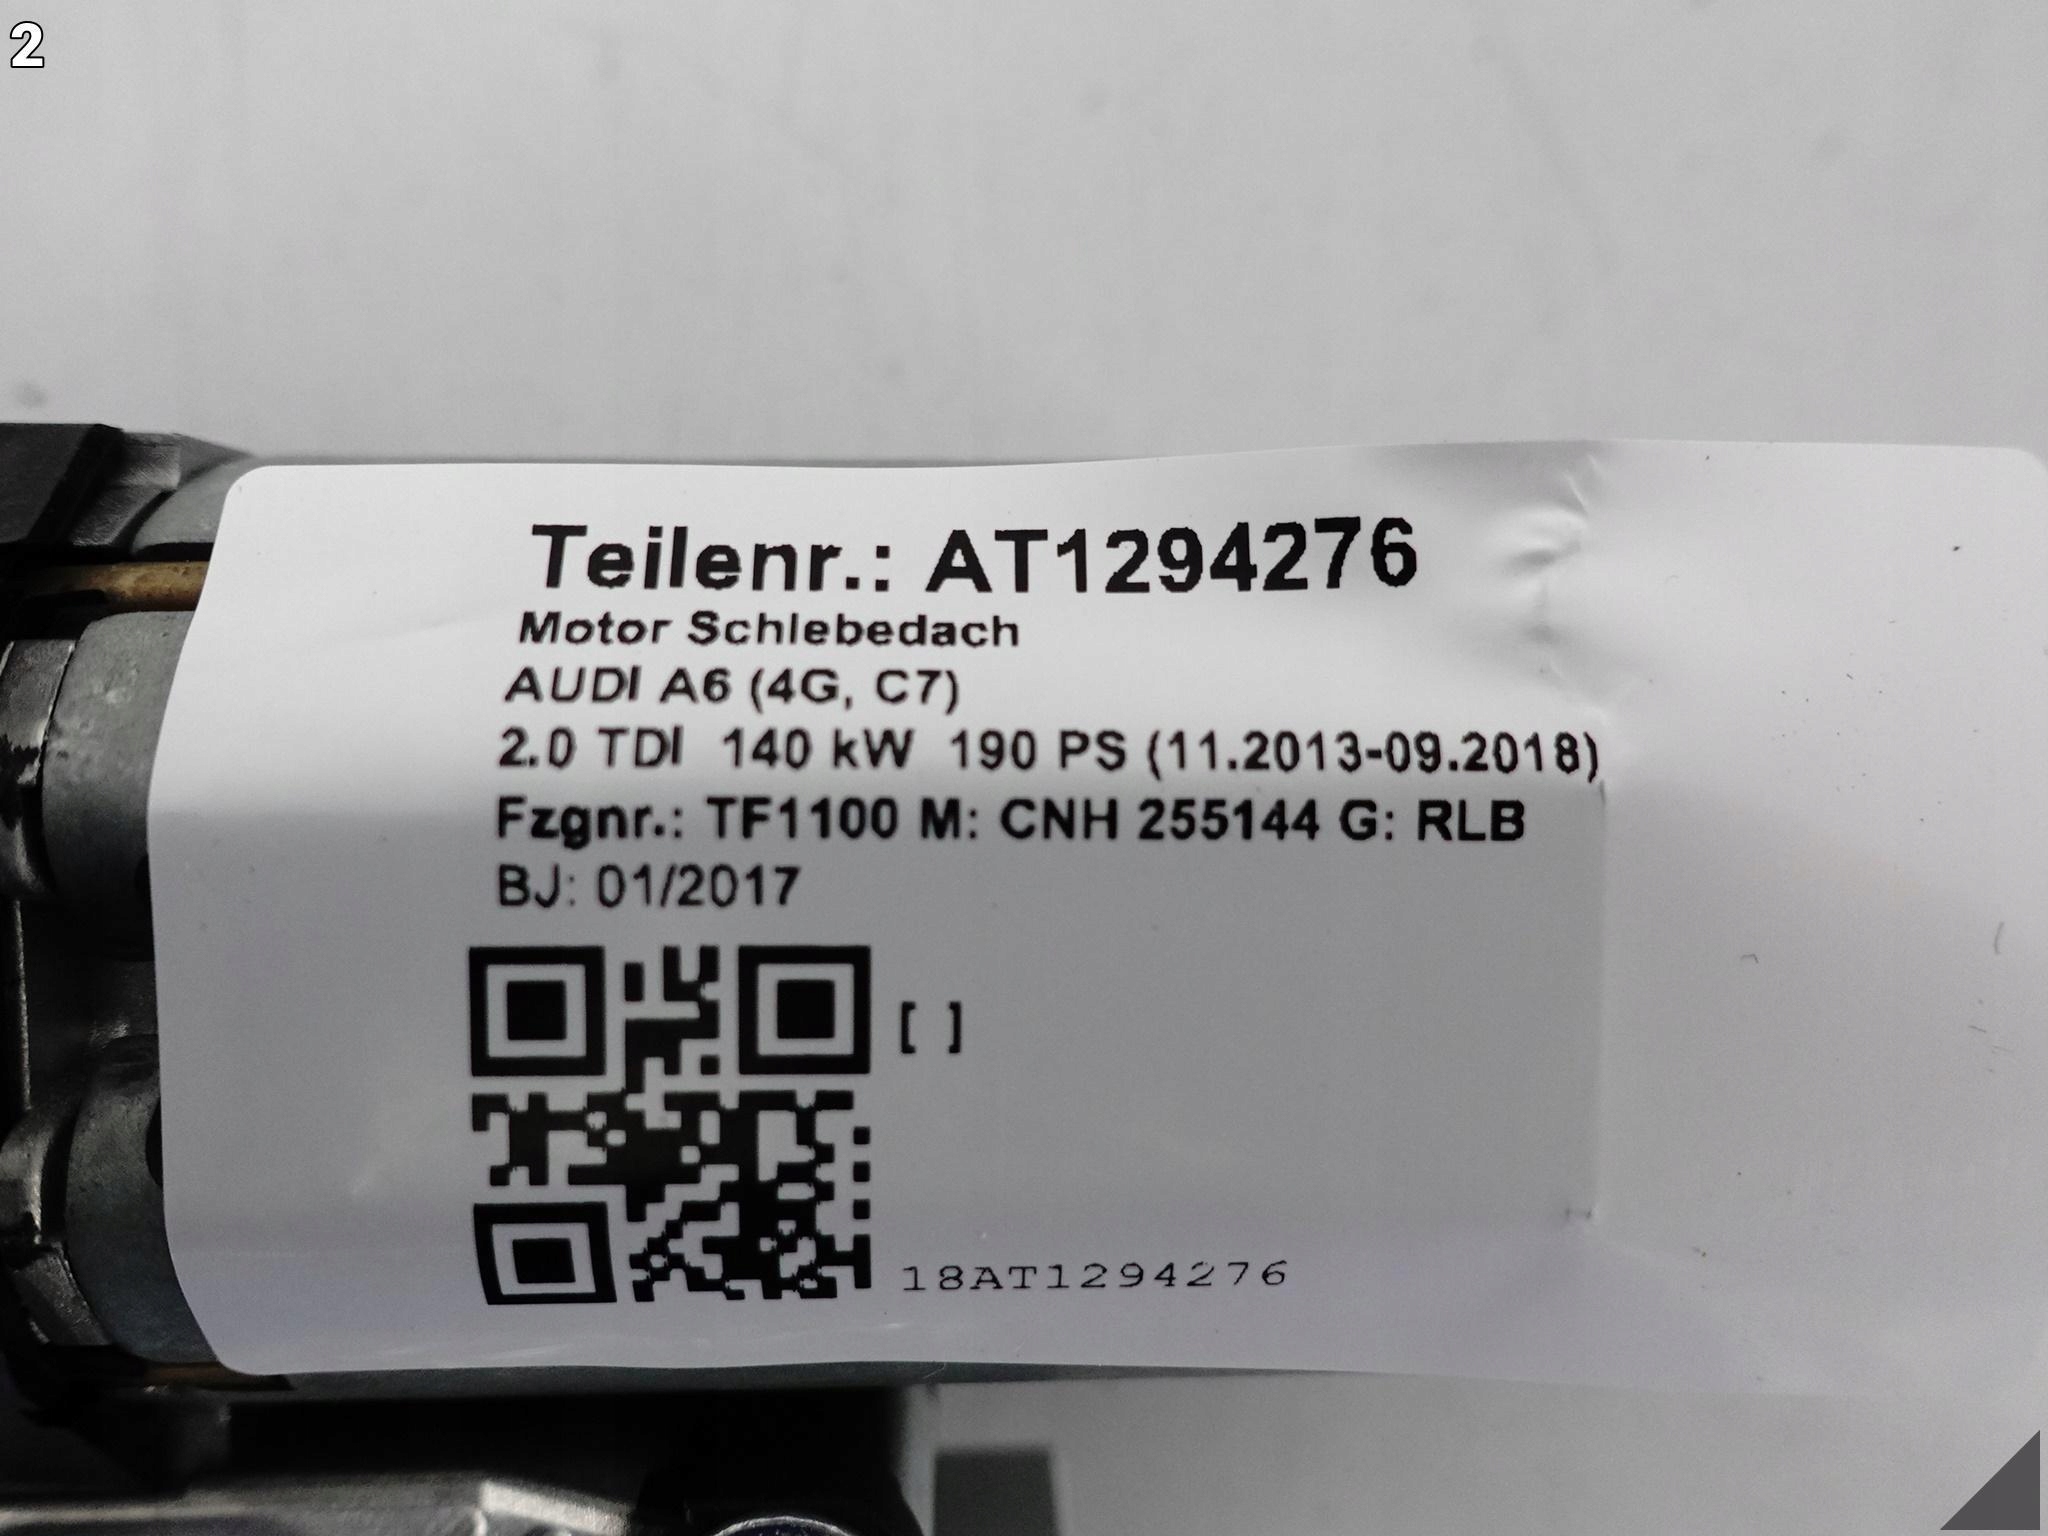 2
Teilenr.: AT1294276
Motor Schiebedach
AUDI A6 (4G, C7)
2.0 TDI 140 kW 190 PS (11.2013-09.2018)
Fzgnr.: TF1100 M: CNH 255144 G: RLB
BJ: 01/2017
[ ]
18AT1294276